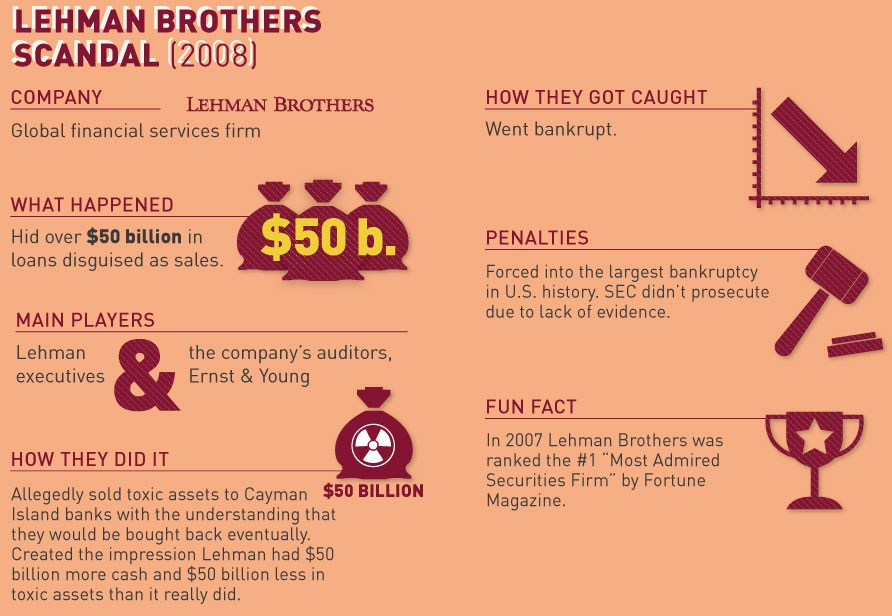 LEHMAN BROTHERS
SCANDAL (2008)
COMPANY
LEHMAN BROTHERS
Global financial services firm
WHAT HAPPENED
Hid over $50 billion in
loans disguised as sales.
$50 b.
MAIN PLAYERS
Lehman
executives
&
the company's auditors,
Ernst & Young
HOW THEY DID IT
$50 BILLION
Allegedly sold toxic assets to Cayman
Island banks with the understanding that
they would be bought back eventually.
Created the impression Lehman had $50
billion more cash and $50 billion less in
toxic assets than it really did.
HOW THEY GOT CAUGHT
Went bankrupt.
PENALTIES
Forced into the largest bankruptcy
in U.S. history. SEC didn't prosecute
due to lack of evidence.
FUN FACT
In 2007 Lehman Brothers was
ranked the #1 "Most Admired
Securities Firm" by Fortune
Magazine.